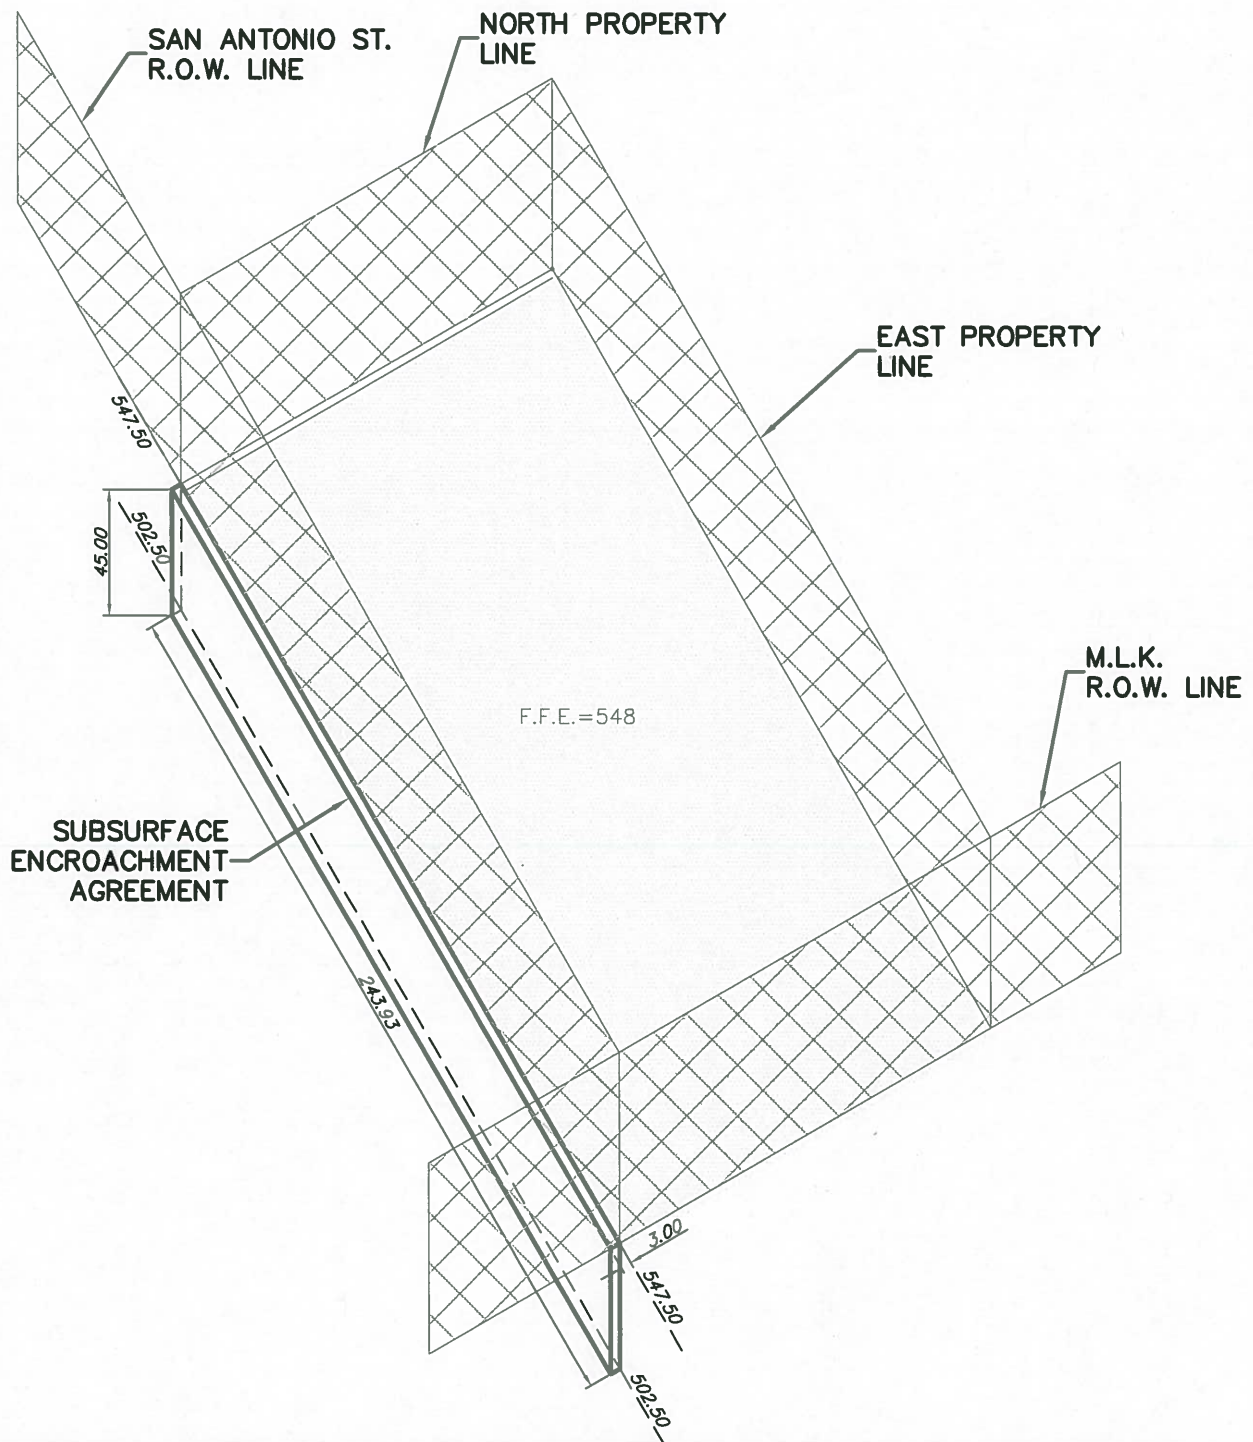 SAN ANTONIO ST.
R.O.W. LINE
NORTH PROPERTY
LINE
EAST PROPERTY
LINE
547.50
502.50
45.00
M.L.K.
R.O.W. LINE
F.F.E.=548
SUBSURFACE
ENCROACHMENT
AGREEMENT
243.93
3.00
547.50
502.50